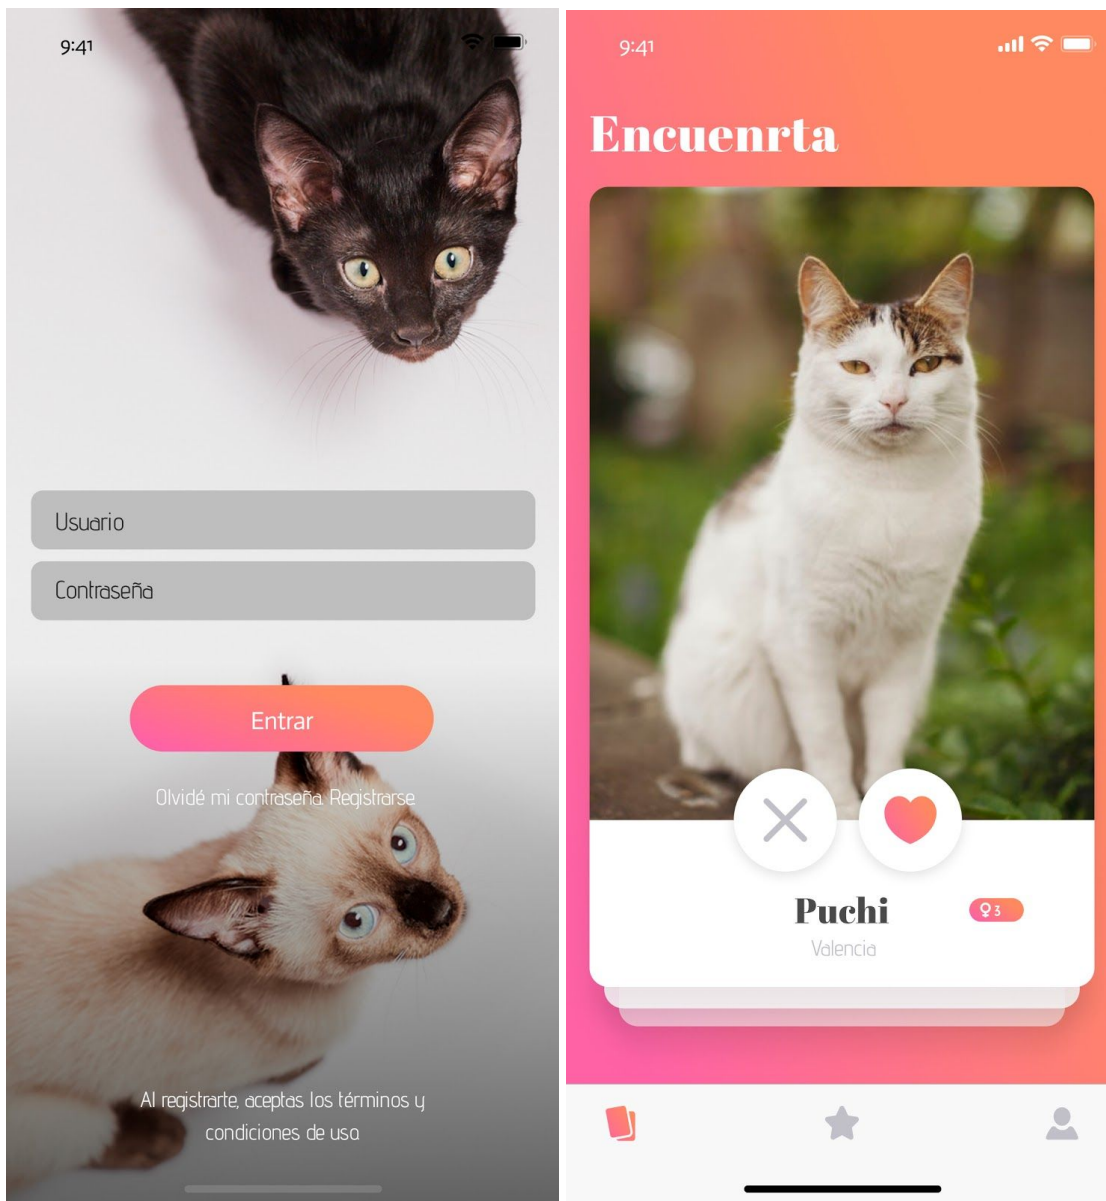 9:41
Usuario
Contraseña
Entrar
Olvidé mi contraseña. Registrarse.
Al registrarte, aceptas los términos y
condiciones de uso.
9:41
Encuenrta
Puchi
♀3
Valencia